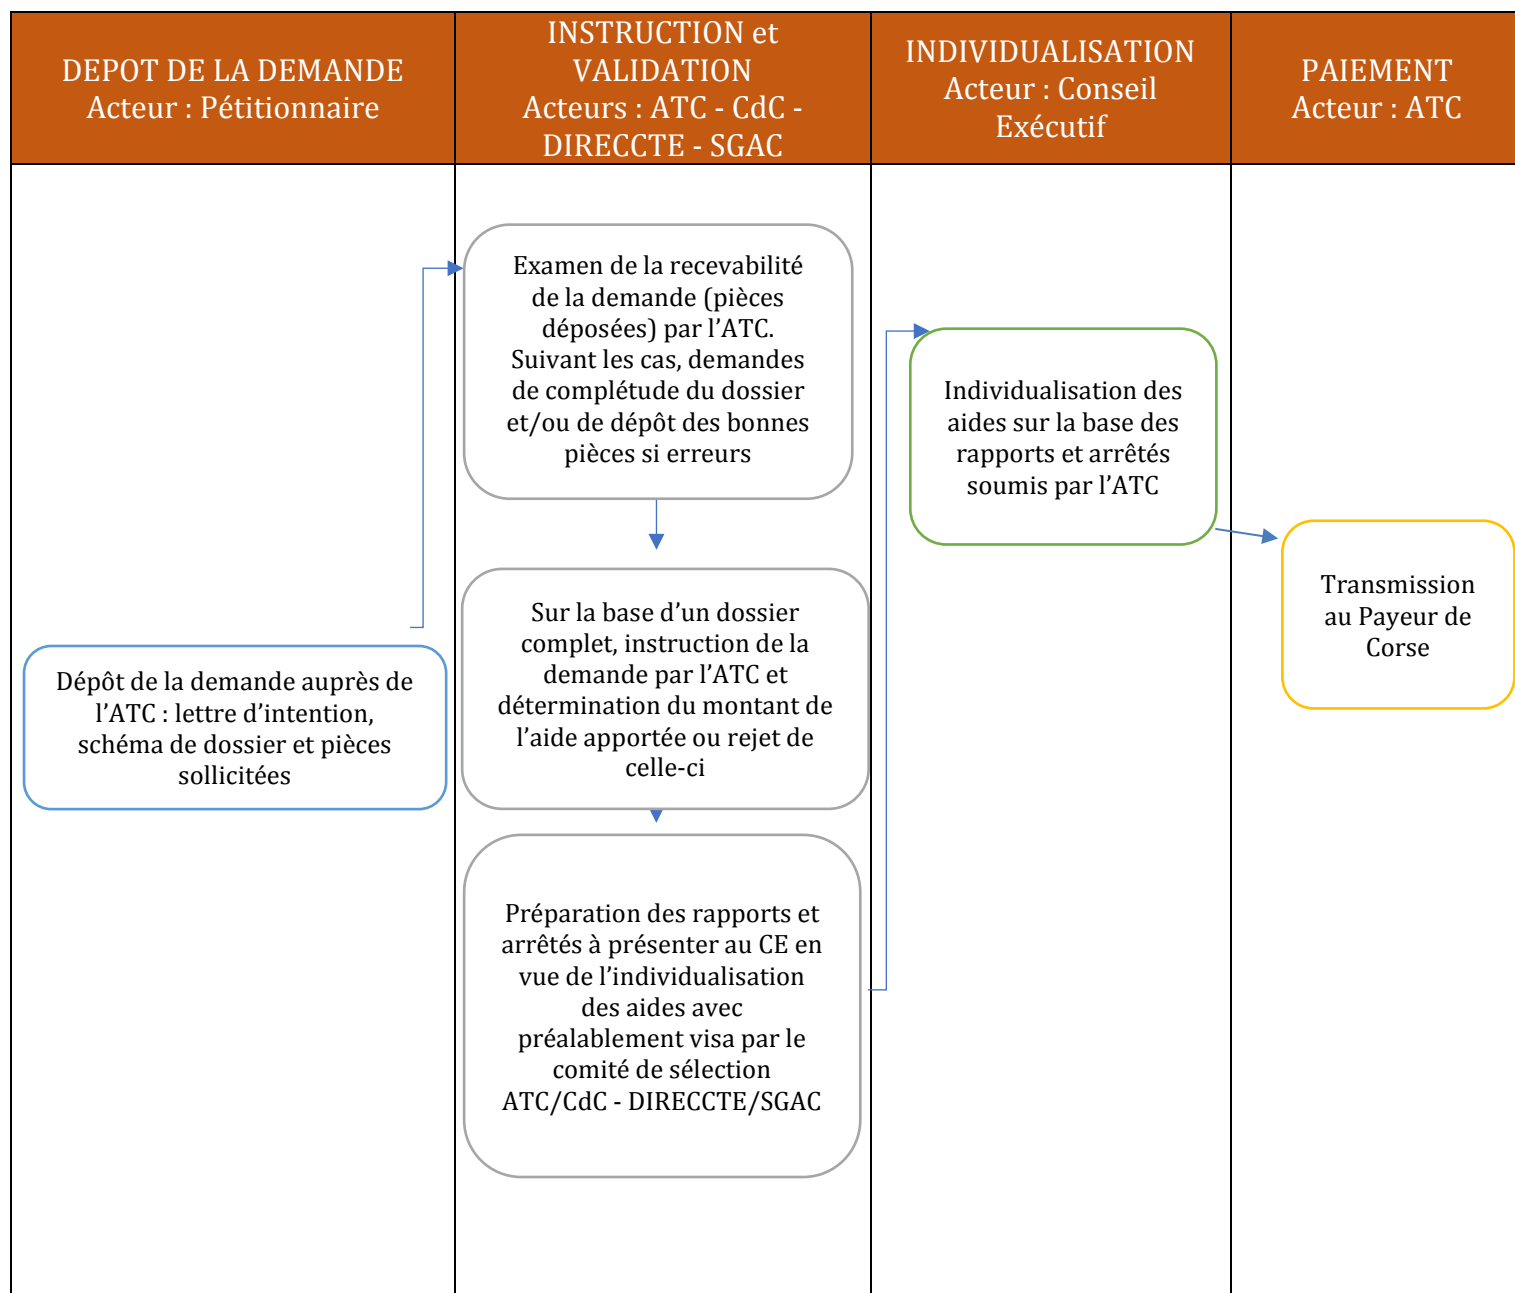 DEPOT DE LA DEMANDE
Acteur : Pétitionnaire
INSTRUCTION et
VALIDATION
Acteurs : ATC - CdC -
DIRECCTE - SGAC
INDIVIDUALISATION
Acteur : Conseil
Exécutif
PAIEMENT
Acteur : ATC
Dépôt de la demande auprès de
l’ATC : lettre d’intention,
schéma de dossier et pièces
sollicitées
Examen de la recevabilité
de la demande (pièces
déposées) par l’ATC.
Suivant les cas, demandes
de complétude du dossier
et/ou de dépôt des bonnes
pièces si erreurs
Sur la base d’un dossier
complet, instruction de la
demande par l’ATC et
détermination du montant de
l’aide apportée ou rejet de
celle-ci
Préparation des rapports et
arrêtés à présenter au CE en
vue de l’individualisation
des aides avec
préalablement visa par le
comité de sélection
ATC/CdC - DIRECCTE/SGAC
Individualisation des
aides sur la base des
rapports et arrêtés
soumis par l’ATC
Transmission
au Payeur de
Corse